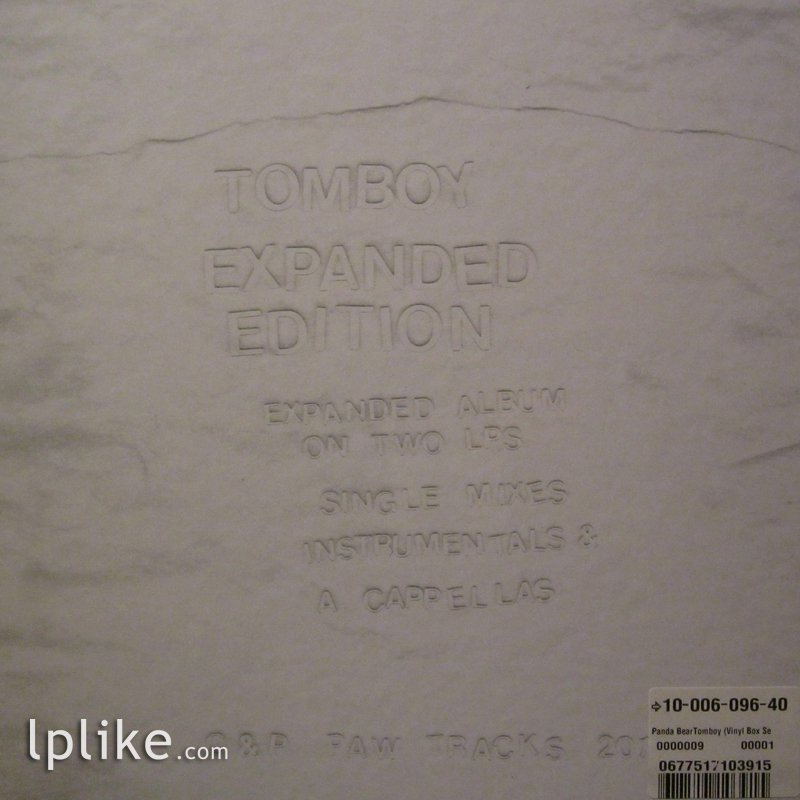 TOMBOY
EXPANDED
EDITION
EXPANDED ALBUM
ON TWO LPS
SINGLE MIXES
INSTRUMENTALS &
A CAPPELLAS
& P PAW TRACKS
lplike.com
⇨10-006-096-40
Panda BearTomboy (Vinyl Box Se
0000009 00001
0677517103915